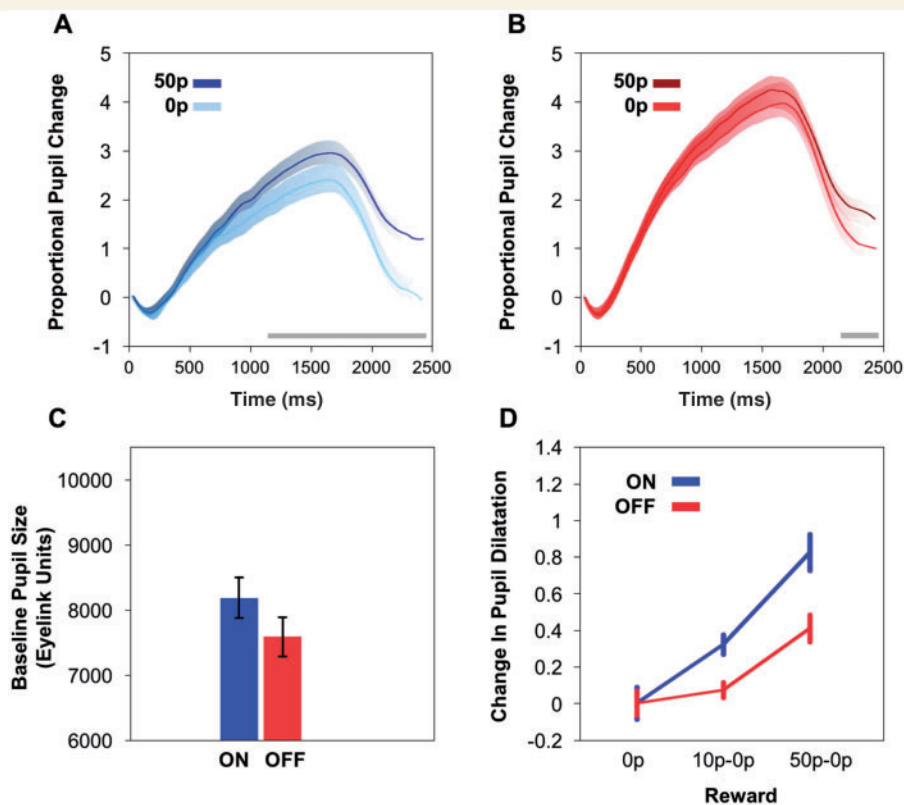 A
Proportional Pupil Change
5
4
3
2
1
0
-1
50p
0p
0 500 1000 1500 2000 2500
Time (ms)
B
Proportional Pupil Change
5
4
3
2
1
0
-1
50p
0p
0 500 1000 1500 2000 2500
Time (ms)
C
Baseline Pupil Size
(Eyelink Units)
10000
9000
8000
7000
6000
ON OFF
D
Change In Pupil Dilatation
1.4
1.2
1
0.8
0.6
0.4
0.2
0
-0.2
ON
OFF
0p 10p-0p 50p-0p
Reward